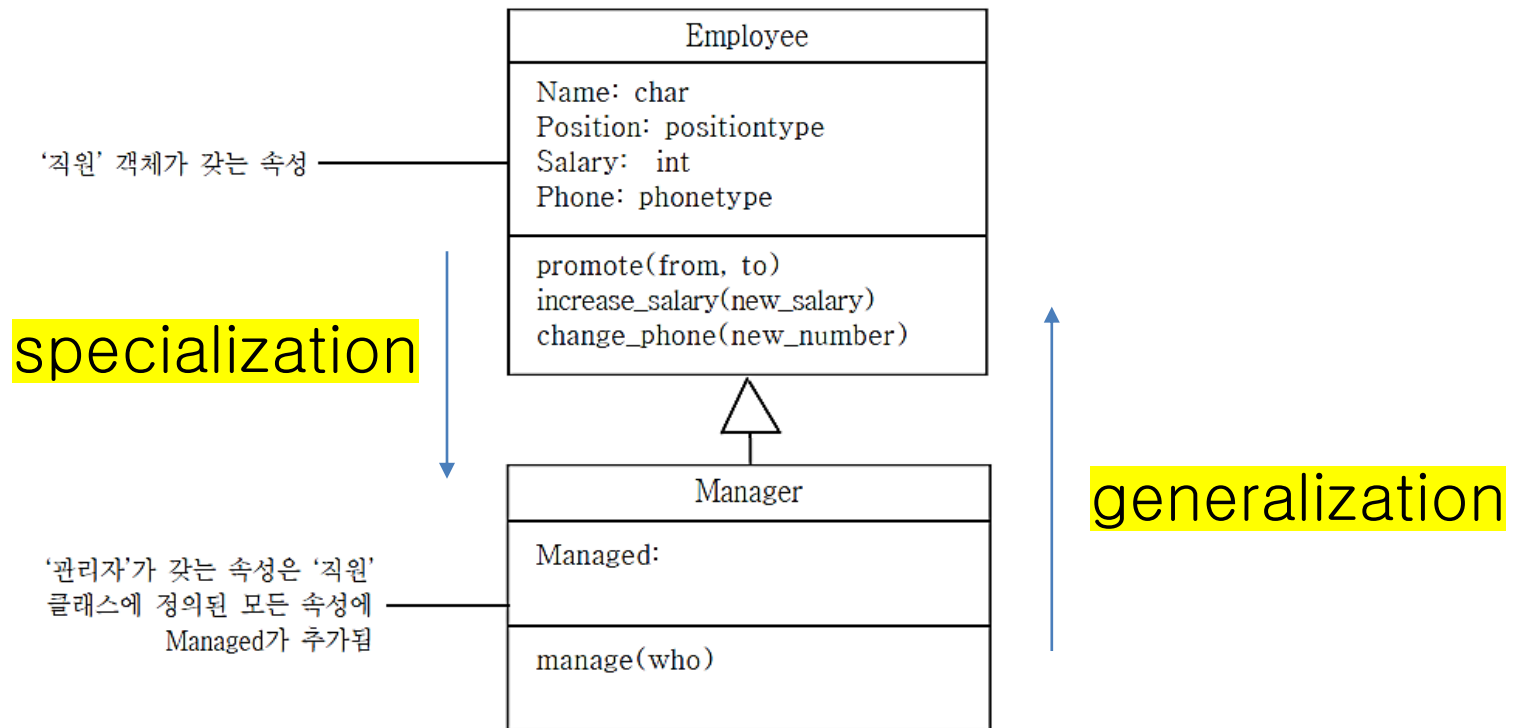 Employee
Name: char
Position: positiontype
Salary: int
Phone: phonetype
'직원' 객체가 갖는 속성
promote(from, to)
increase_salary(new_salary)
change_phone(new_number)
specialization
generalization
Manager
Managed:
'관리자'가 갖는 속성은 '직원'
클래스에 정의된 모든 속성에
Managed가 추가됨
manage(who)